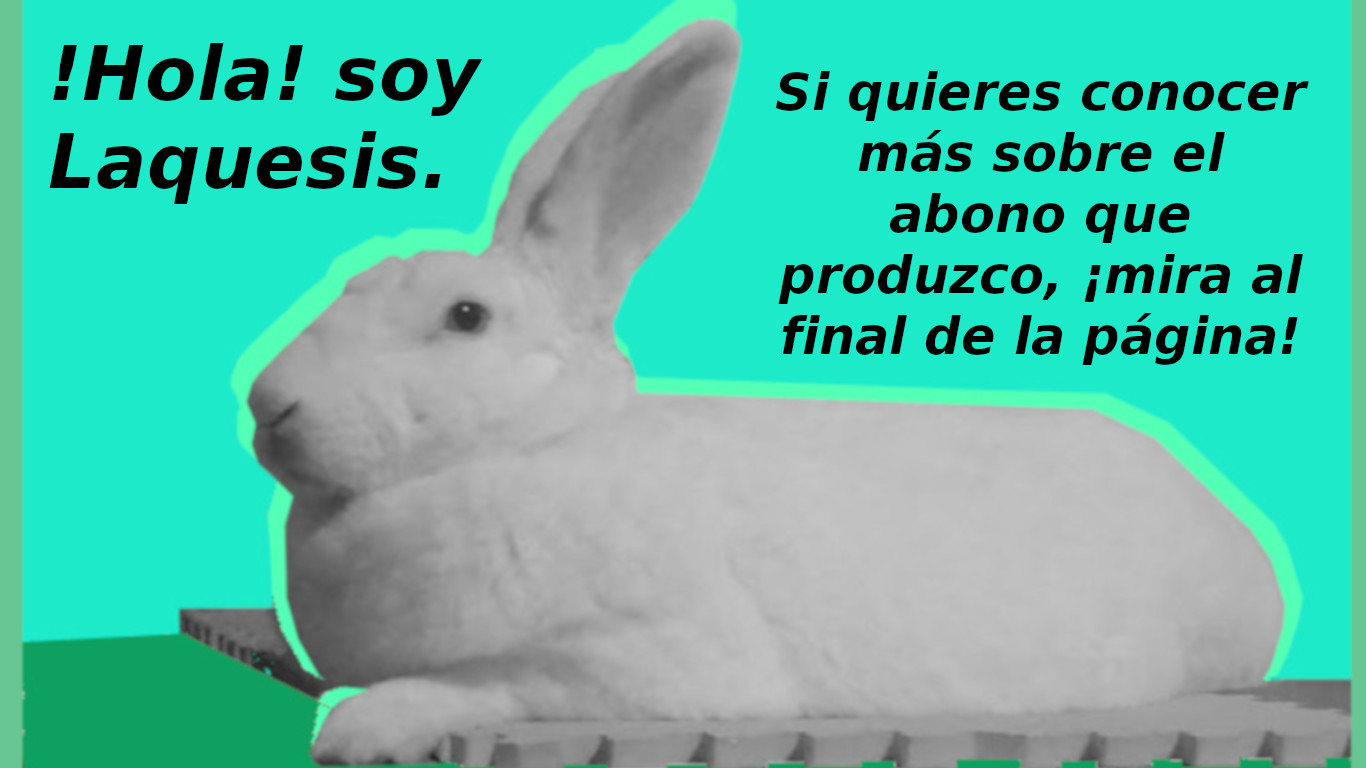 !Hola! soy
Laquesis.
Si quieres conocer
más sobre el
abono que
produzco, ¡mira al
final de la página!